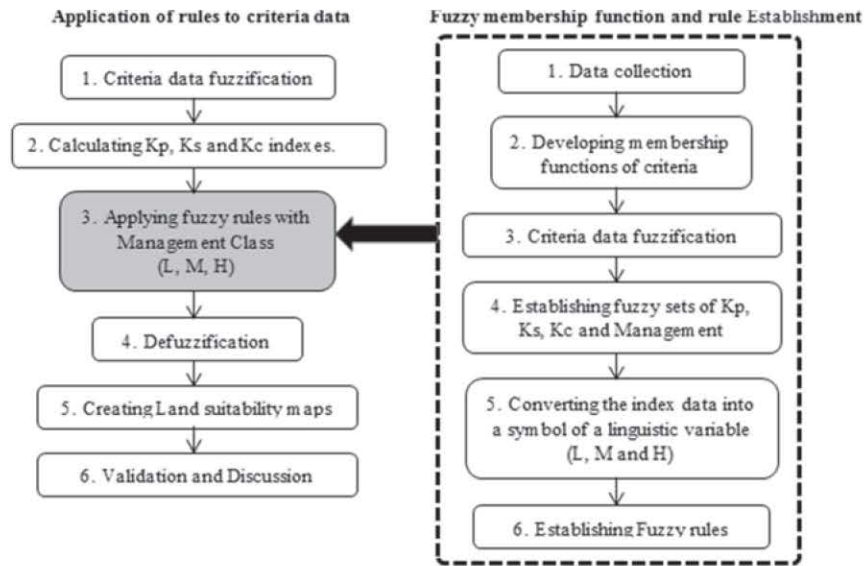 Application of rules to criteria data
1. Criteria data fuzzification
2. Calculating Kp, Ks and Kc indexes.
3. Applying fuzzy rules with
Management Class
(L, M, H)
4. Defuzzification
5. Creating Land suitability maps
6. Validation and Discussion
Fuzzy membership function and rule Establishment
1. Data collection
2. Developing membership
functions of criteria
3. Criteria data fuzzification
4. Establishing fuzzy sets of Kp,
Ks, Kc and Management
5. Converting the index data into
a symbol of a linguistic variable
(L, M and H)
6. Establishing Fuzzy rules